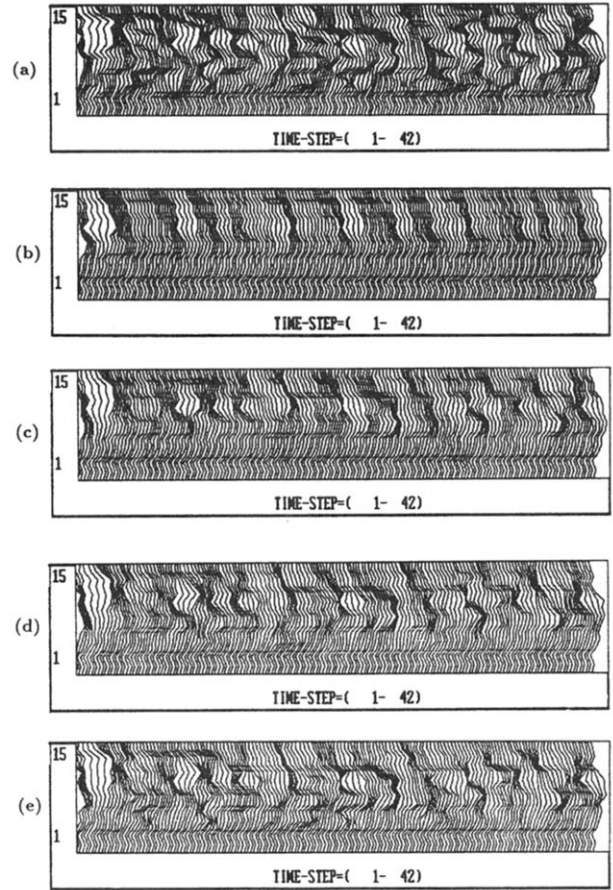 15
(a)
1
TIME-STEP=( 1- 42)
15
(b)
1
TIME-STEP=( 1- 42)
15
(c)
1
TIME-STEP=( 1- 42)
15
(d)
1
TIME-STEP=( 1- 42)
15
(e)
1
TIME-STEP=( 1- 42)